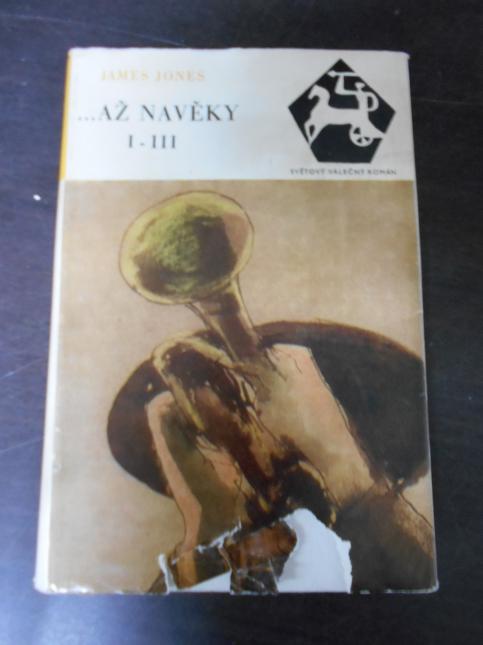 JAMES JONES
...AŽ NAVĚKY
I - III
SVĚTOVÝ VÁLEČNÝ ROMÁN